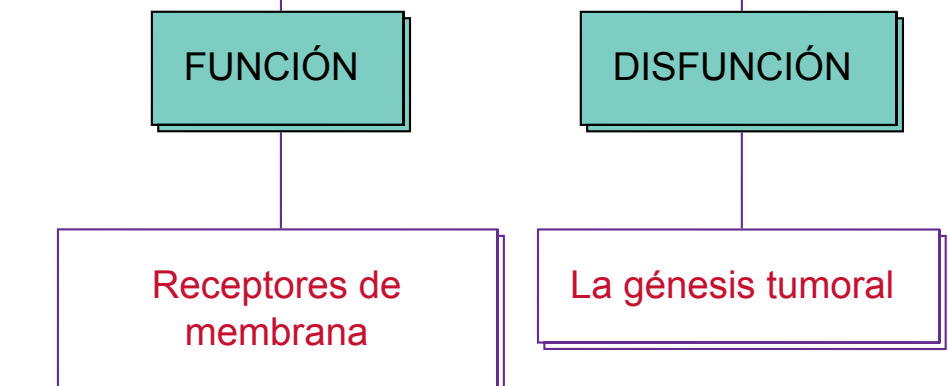 FUNCIÓN
DISFUNCIÓN
Receptores de
membrana
La génesis tumoral